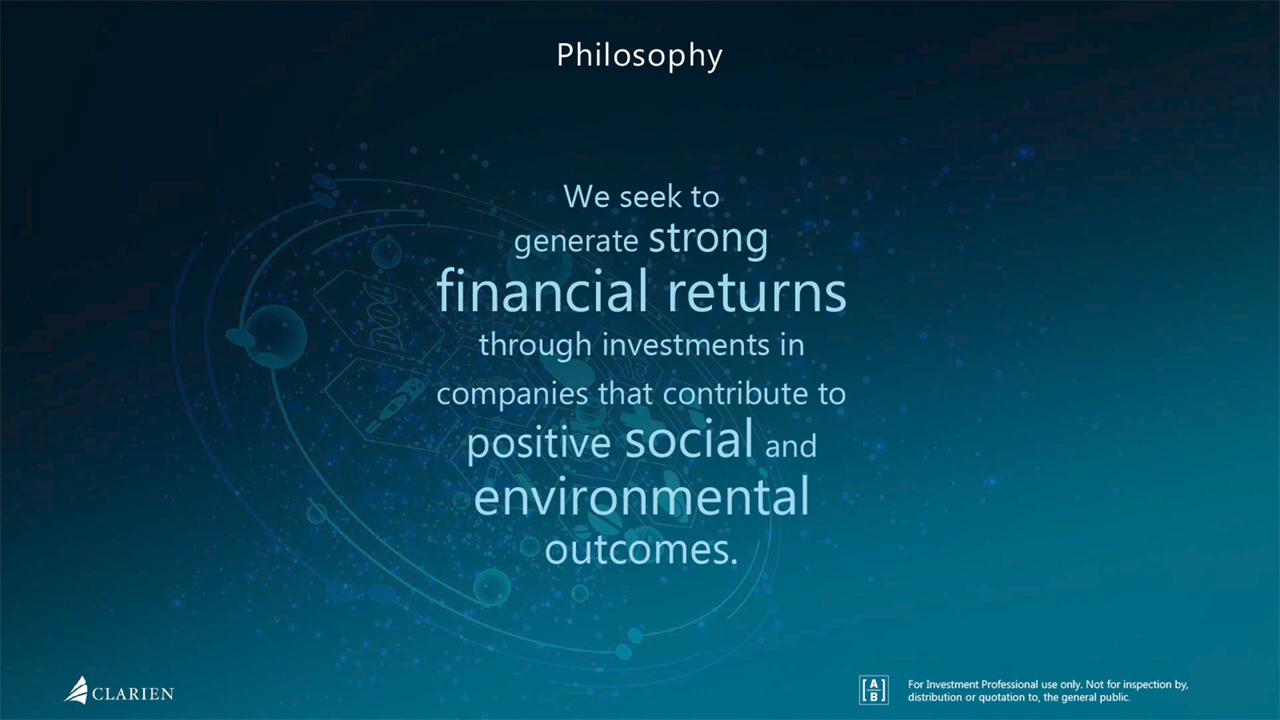 Philosophy
We seek to
generate strong
financial returns
through investments in
companies that contribute to
positive social and
environmental
outcomes.
CLARIEN
A
B
For Investment Professional use only. Not for inspection by,
distribution or quotation to, the general public.